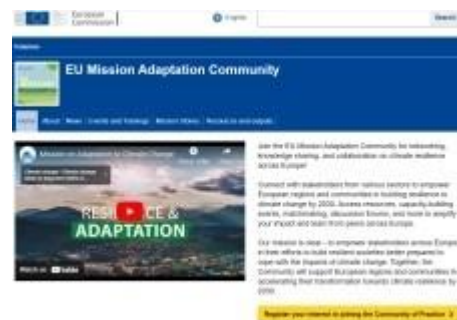 European
Commission
English
Search
Futurium
EU Mission Adaptation Community
Home About News Events and Trainings Mission Stories Resources and outputs
Mission on Adaptation to Climate Change
RESILIENCE &
ADAPTATION
Watch on YouTube
Join the EU Mission Adaptation Community for networking,
knowledge sharing, and collaboration on climate resilience
across Europe!
Connect with stakeholders from various sectors to empower
European regions and communities in building resilience to
climate change by 2030. Access resources, capacity-building
events, matchmaking, discussion forums, and more to amplify
your impact and learn from peers across Europe.
Our mission is clear – to empower stakeholders across Europe
in their efforts to build resilient societies better prepared to
cope with the impacts of climate change. Together, the
Community will support European regions and communities in
accelerating their transformation towards climate resilience by
2030.
Register your interest in joining the Community of Practice